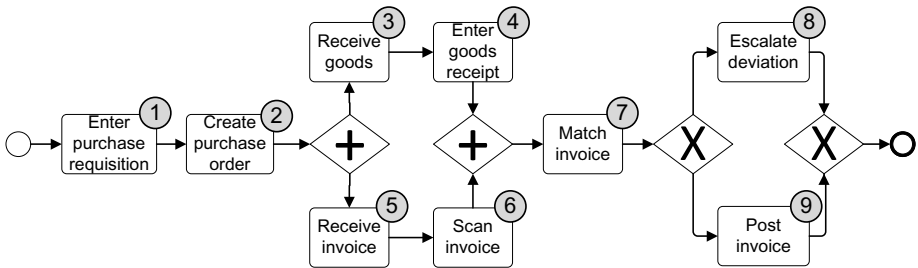 1
Enter
purchase
requisition
2
Create
purchase
order
3
Receive
goods
4
Enter
goods
receipt
5
Receive
invoice
6
Scan
invoice
7
Match
invoice
X
8
Escalate
deviation
9
Post
invoice
X